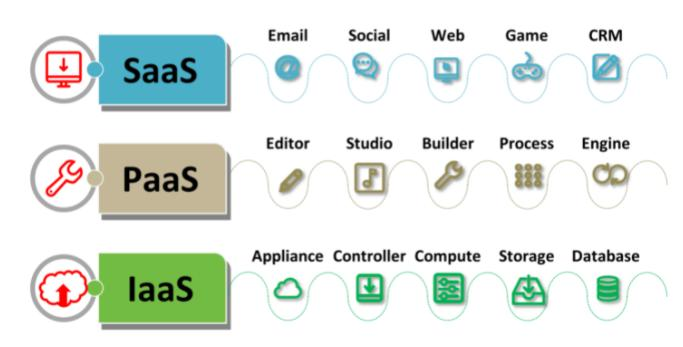 Email Social Web Game CRM
SaaS
Editor Studio Builder Process Engine
PaaS
Appliance Controller Compute Storage Database
IaaS